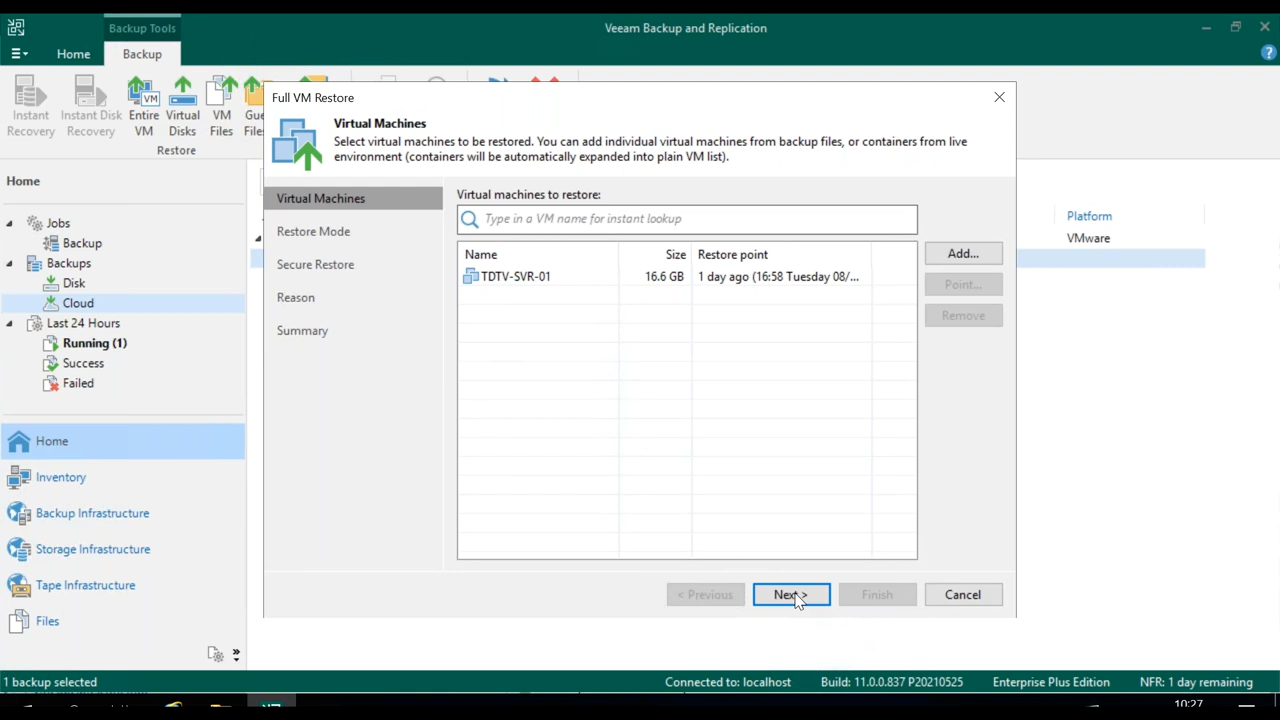 Backup Tools
Veeam Backup and Replication
Home
Backup
Instant Recovery
Instant Disk Recovery
Entire VM
Virtual Disks
VM Files
Restore
Full VM Restore
Virtual Machines
Select virtual machines to be restored. You can add individual virtual machines from backup files, or containers from live
environment (containers will be automatically expanded into plain VM list).
Home
Jobs
Backup
Backups
Disk
Cloud
Last 24 Hours
Running (1)
Success
Failed
Home
Inventory
Backup Infrastructure
Storage Infrastructure
Tape Infrastructure
Files
Virtual Machines
Restore Mode
Secure Restore
Reason
Summary
Virtual machines to restore:
Type in a VM name for instant lookup
Name Size Restore point
TDTV-SVR-01 16.6 GB 1 day ago (16:58 Tuesday 08/...
Add...
Point...
Remove
< Previous
Next >
Finish
Cancel
Platform
VMware
1 backup selected
Connected to: localhost
Build: 11.0.0.837 P20210525
Enterprise Plus Edition
NFR: 1 day remaining
10:27